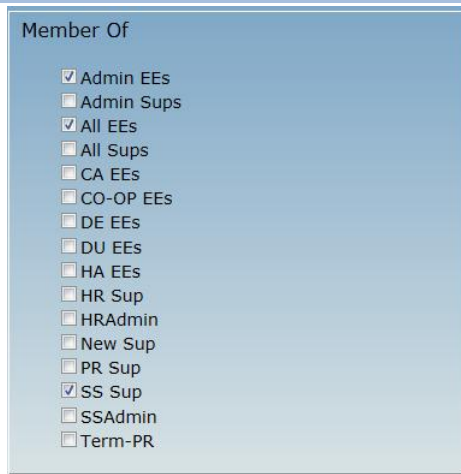 Member Of
Admin EEs
Admin Sups
All EEs
All Sups
CA EEs
CO-OP EEs
DE EEs
DU EEs
HA EEs
HR Sup
HRAdmin
New Sup
PR Sup
SS Sup
SSAdmin
Term-PR